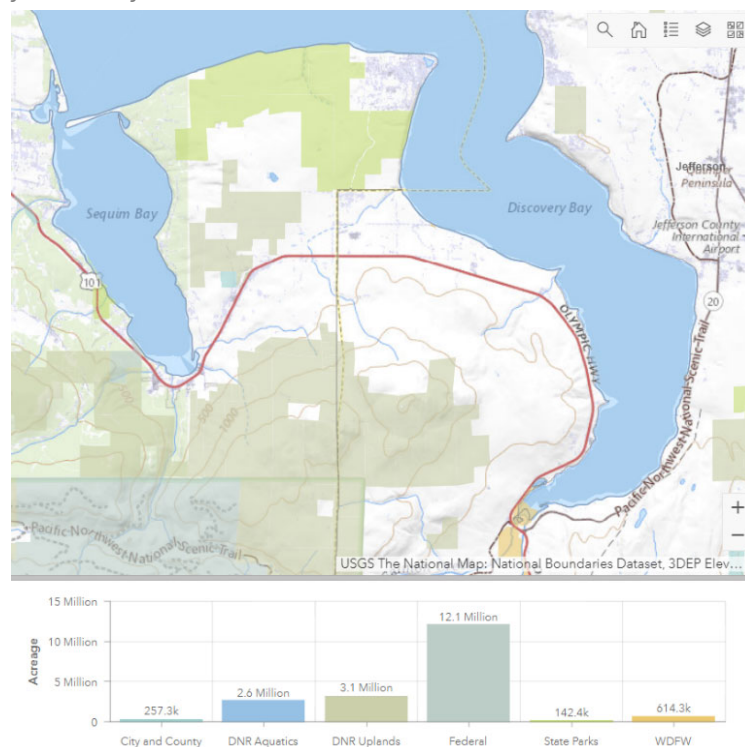 Jefferson
Quimper
Peninsula
Sequim Bay
Discovery Bay
Jefferson County
International
Airport
101
20
OLYMPIC HWY
500
1000
Pacific Northwest National Scenic Trail
Pacific Northwest National Scenic Trail
+
−
USGS The National Map: National Boundaries Dataset, 3DEP Elev...
15 Million
10 Million
5 Million
0
Acreage
257.3k
2.6 Million
3.1 Million
12.1 Million
142.4k
614.3k
City and County
DNR Aquatics
DNR Uplands
Federal
State Parks
WDFW